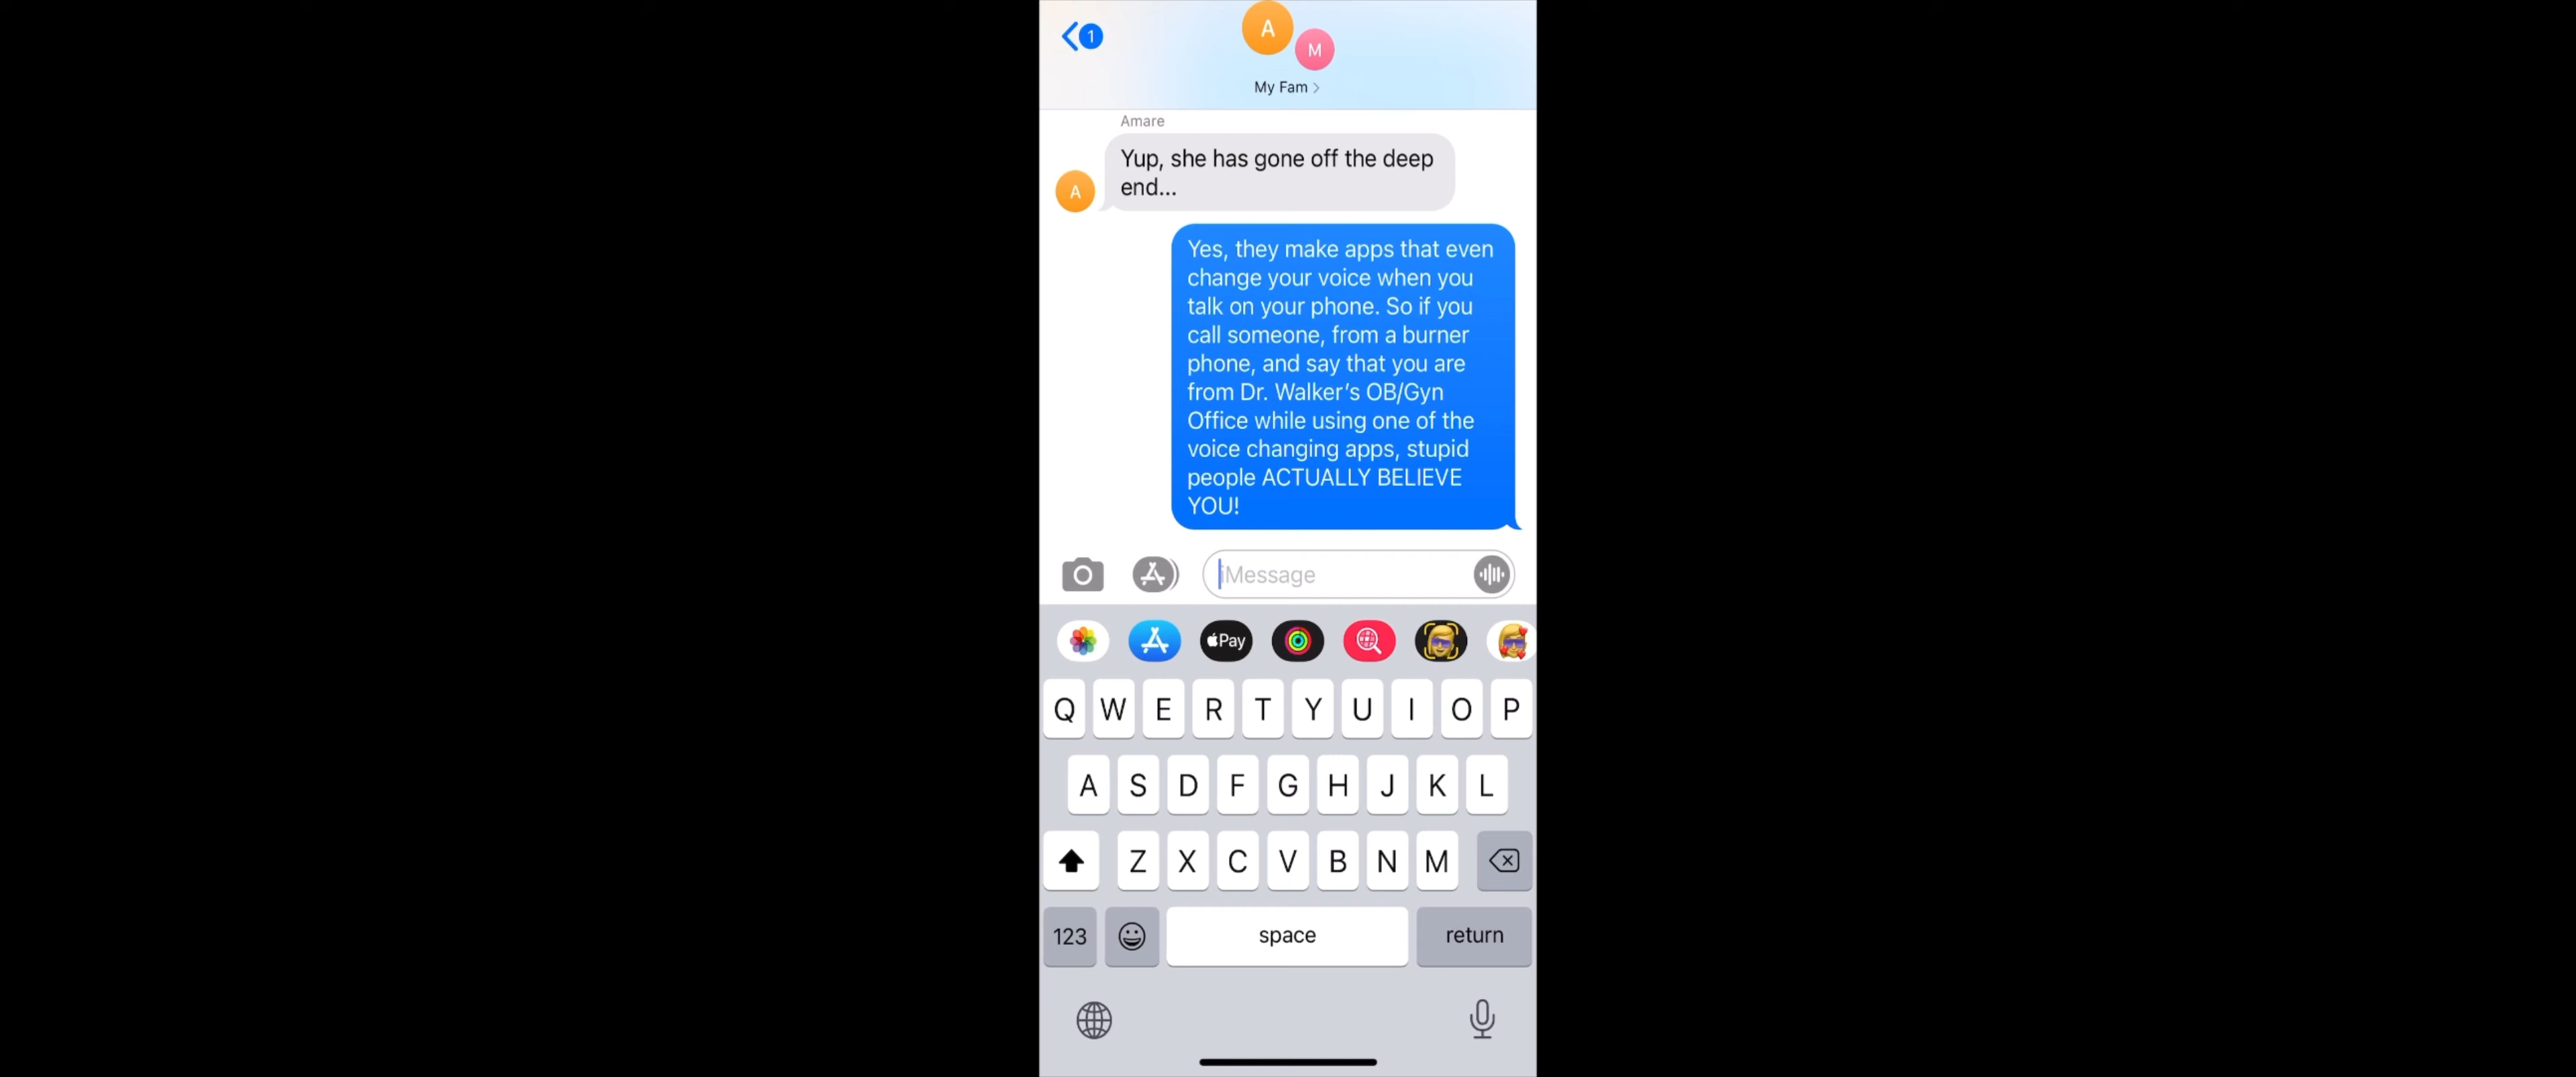 1
A
M
My Fam
Amare
Yup, she has gone off the deep
end...
A
Yes, they make apps that even
change your voice when you
talk on your phone. So if you
call someone, from a burner
phone, and say that you are
from Dr. Walker's OB/Gyn
Office while using one of the
voice changing apps, stupid
people ACTUALLY BELIEVE
YOU!
iMessage
Pay
Q W E R T Y U I O P
A S D F G H J K L
Z X C V B N M
123 space return